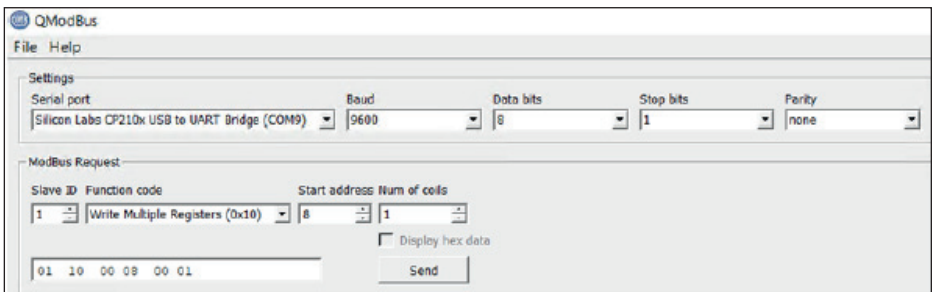 QModBus
File Help
Settings
Serial port Baud Data bits Stop bits Parity
Silicon Labs CP210x USB to UART Bridge (COM9) 9600 8 1 none
ModBus Request
Slave ID Function code Start address Num of coils
1 Write Multiple Registers (0x10) 8 1
Display hex data
01 10 00 08 00 01 Send